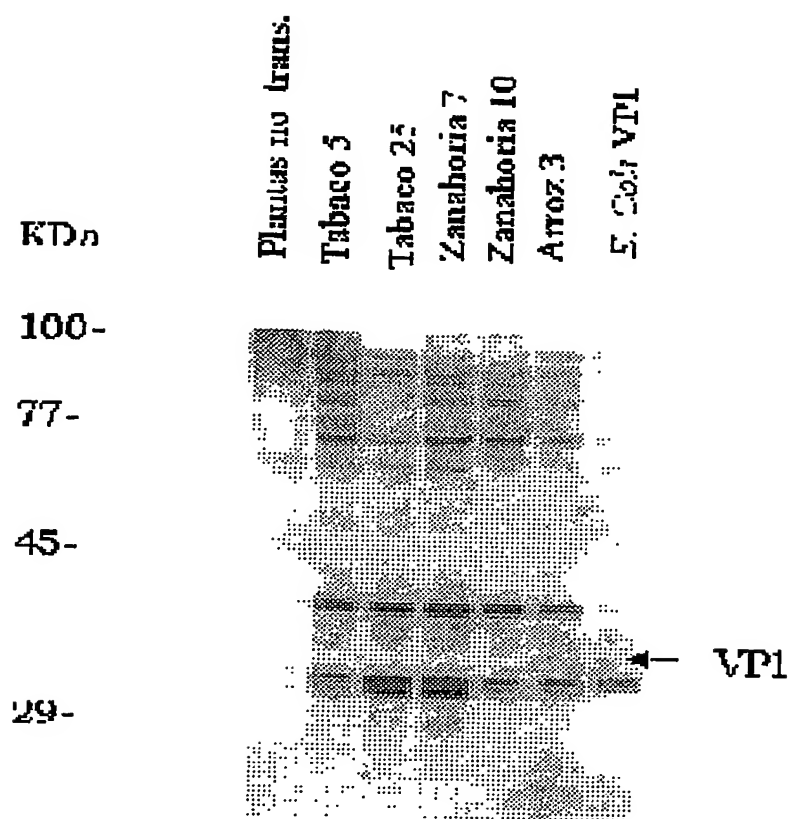 Plantas no trans.
Tabaco 5
Tabaco 25
Zanahoria 7
Zanahoria 10
Arroz 3
E. Coli VP1
KDa
100-
77-
45-
29-
VP1